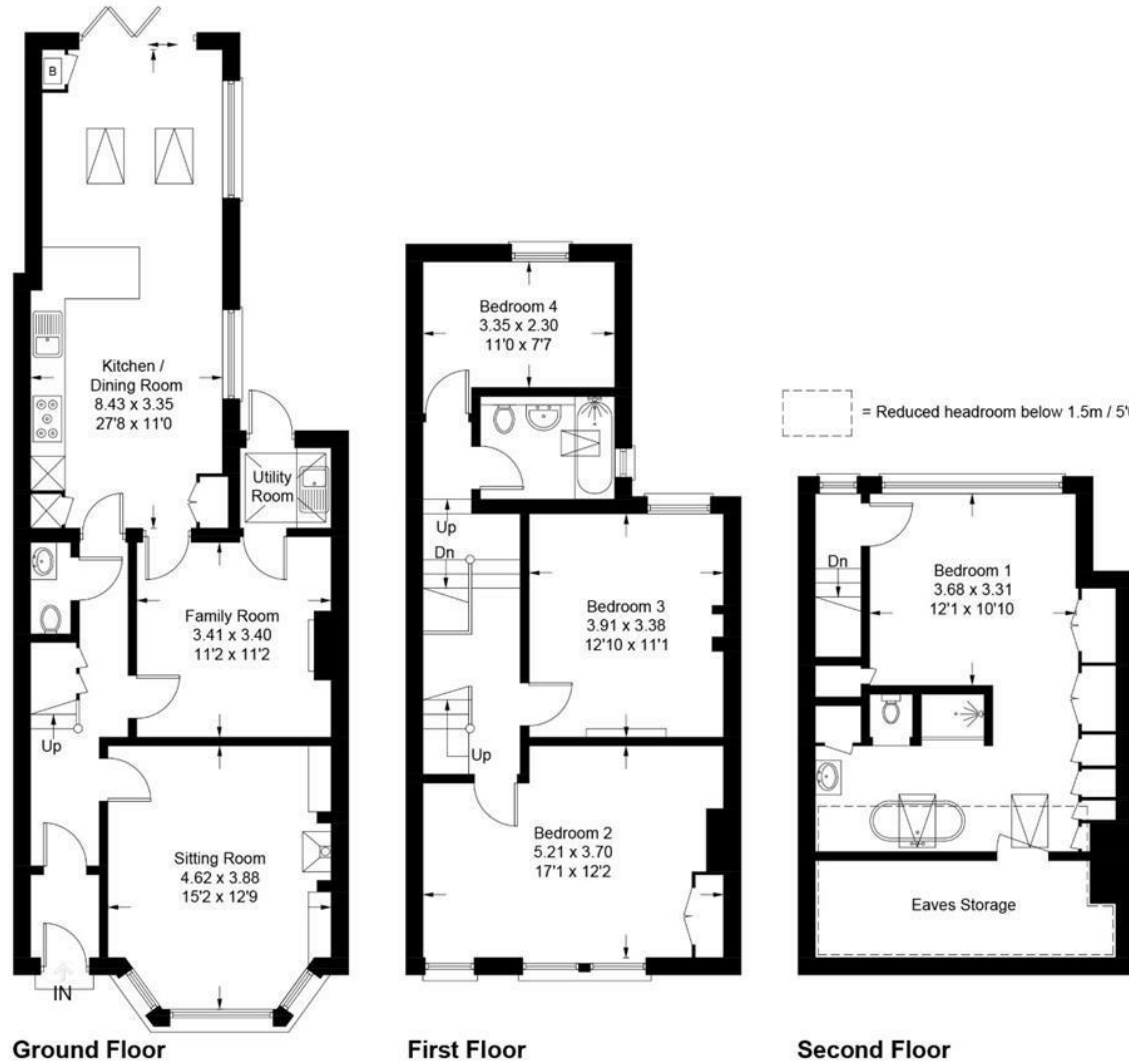 B
Kitchen /
Dining Room
8.43 x 3.35
27'8 x 11'0
Utility
Room
Family Room
3.41 x 3.40
11'2 x 11'2
Up
Sitting Room
4.62 x 3.88
15'2 x 12'9
IN
Ground Floor
Bedroom 4
3.35 x 2.30
11'0 x 7'7
Up
Dn
Bedroom 3
3.91 x 3.38
12'10 x 11'1
Up
Bedroom 2
5.21 x 3.70
17'1 x 12'2
First Floor
= Reduced headroom below 1.5m / 5'
Dn
Bedroom 1
3.68 x 3.31
12'1 x 10'10
Eaves Storage
Second Floor